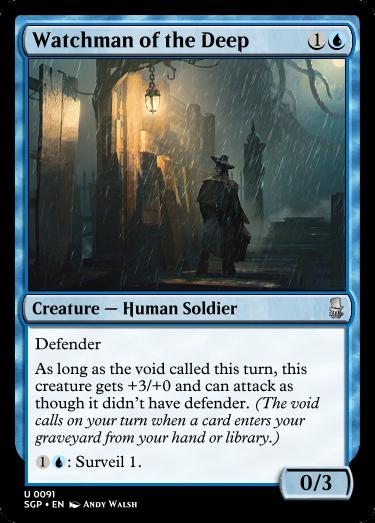 Watchman of the Deep 1
Creature — Human Soldier
Defender
As long as the void called this turn, this
creature gets +3/+0 and can attack as
though it didn't have defender. (The void
calls on your turn when a card enters your
graveyard from your hand or library.)
1 : Surveil 1.
0/3
U 0091
SGP • EN Andy Walsh